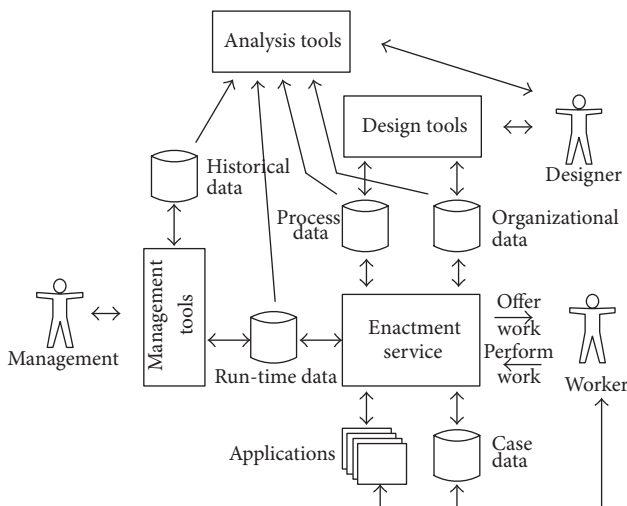 Analysis tools
Design tools
Designer
Historical
data
Process
data
Organizational
data
Management
Management
tools
Run-time data
Enactment
service
Offer
work
Perform
work
Worker
Applications
Case
data